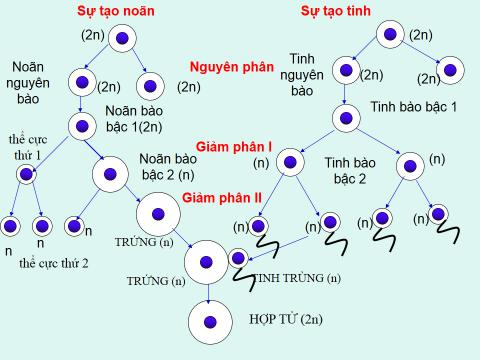 Sự tạo noãn
Sự tạo tinh
(2n)
(2n)
Nguyên phân
Noãn
nguyên
bào
(2n)
(2n)
Tinh
nguyên
bào
(2n)
(2n)
Noãn bào
bậc 1(2n)
Tinh bào bậc 1
thể cực
thứ 1
Giảm phân I
(n)
Noãn bào
bậc 2 (n)
Tinh bào
bậc 2
(n)
Giảm phân II
n
n
n
(n)
(n)
(n)
(n)
thể cực thứ 2
TRỨNG (n)
TRỨNG (n)
TINH TRÙNG (n)
HỢP TỬ (2n)